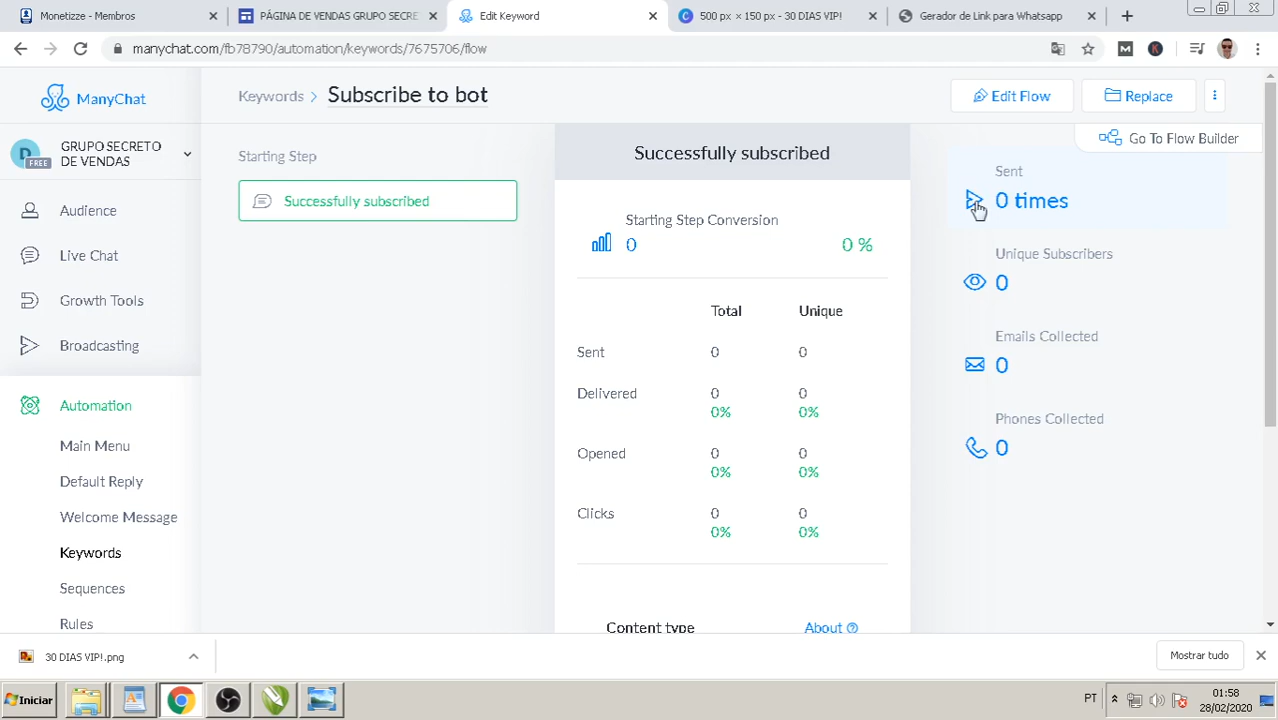 Monetizze - Membros
PÁGINA DE VENDAS GRUPO SECRE
Edit Keyword
500 px × 150 px - 30 DIAS VIP!
Gerador de Link para Whatsapp
manychat.com/fb78790/automation/keywords/7675706/flow
ManyChat
Keywords > Subscribe to bot
Edit Flow
Replace
Go To Flow Builder
D
FREE
GRUPO SECRETO
DE VENDAS
Audience
Live Chat
Growth Tools
Broadcasting
Automation
Main Menu
Default Reply
Welcome Message
Keywords
Sequences
Rules
Starting Step
Successfully subscribed
Successfully subscribed
Starting Step Conversion
0 0 %
Total Unique
Sent 0 0
Delivered 0 0
0% 0%
Opened 0 0
0% 0%
Clicks 0 0
0% 0%
Content type About
Sent
0 times
Unique Subscribers
0
Emails Collected
0
Phones Collected
0
30 DIAS VIP!.png
Mostrar tudo
Iniciar
PT
01:58
28/02/2020